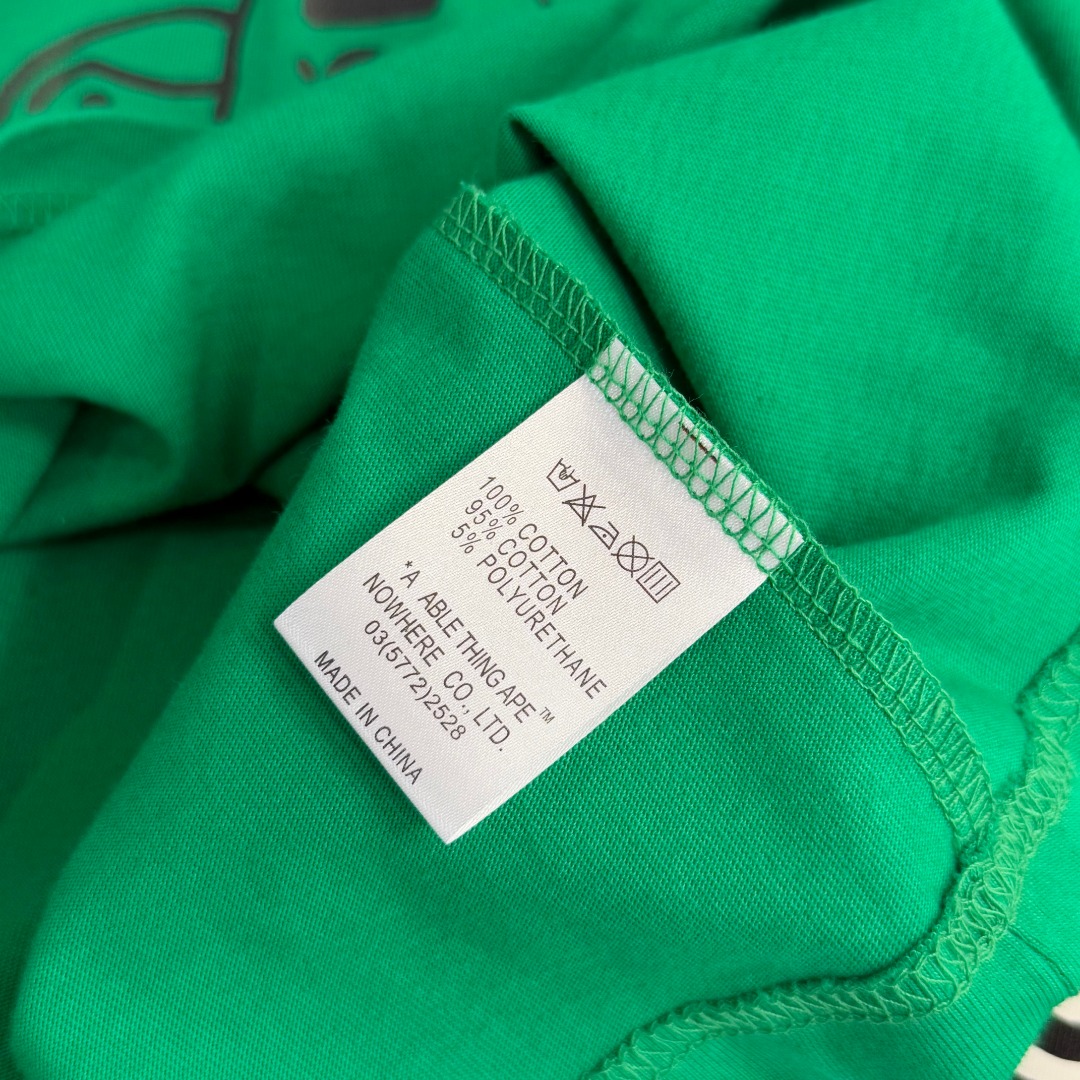 100% COTTON
95% COTTON
5% POLYURETHANE
*A ABLE THING APE™
NOWHERE CO., LTD.
03(5772)2528
MADE IN CHINA